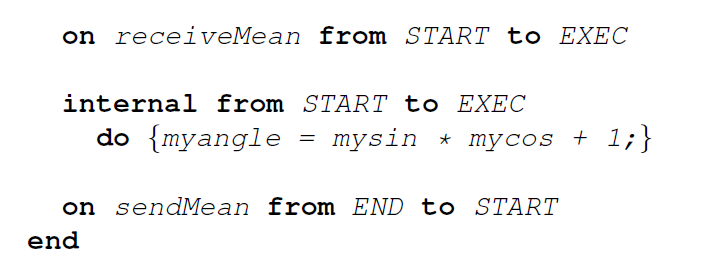 on receiveMean from START to EXEC
internal from START to EXEC
do {myangle = mysin * mycos + 1;}
on sendMean from END to START
end